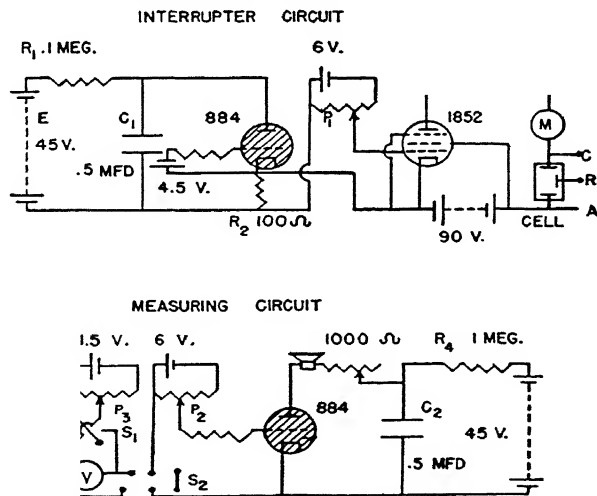 INTERRUPTER CIRCUIT
R₁ .1 MEG.
6 V.
E
45 V.
C₁
.5 MFD
884
4.5 V.
R₂ 100 Ω
P₁
1852
M
C
R
A
CELL
90 V.
MEASURING CIRCUIT
1.5 V. 6 V.
1000 Ω
R₄ 1 MEG.
P₃
P₂
S₁
884
C₂
45 V.
.5 MFD
V
S₂